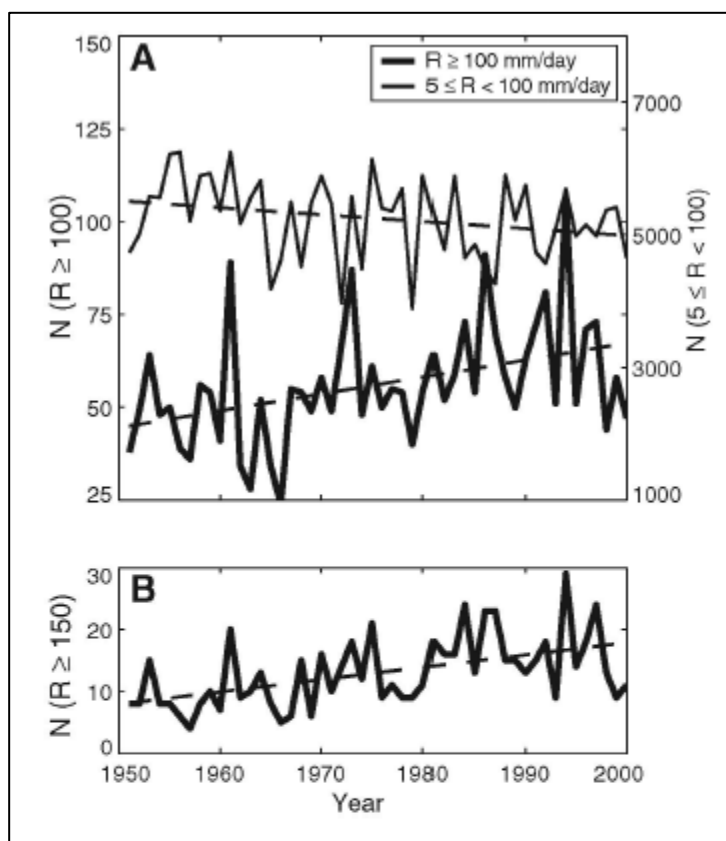 A
R ≥ 100 mm/day
5 ≤ R < 100 mm/day
150
125
100
75
50
25
N (R ≥ 100)
7000
5000
3000
1000
N (5 ≤ R < 100)
B
30
20
10
0
N (R ≥ 150)
1950 1960 1970 1980 1990 2000
Year